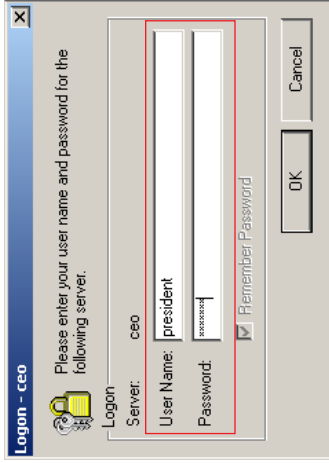 Logon - ceo
Please enter your user name and password for the
following server.
Logon
Server: ceo
User Name: president
Password: xxxxxxxx
Remember Password
OK
Cancel